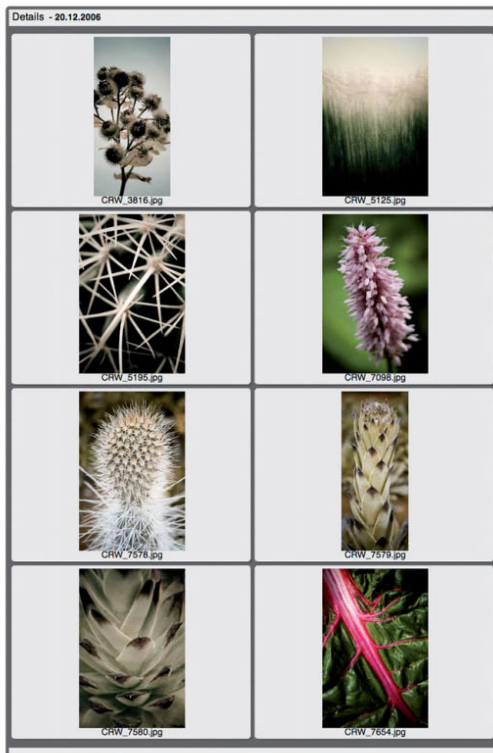 Details - 20.12.2006
CRW_3816.jpg
CRW_5125.jpg
CRW_5195.jpg
CRW_7098.jpg
CRW_7578.jpg
CRW_7579.jpg
CRW_7580.jpg
CRW_7654.jpg